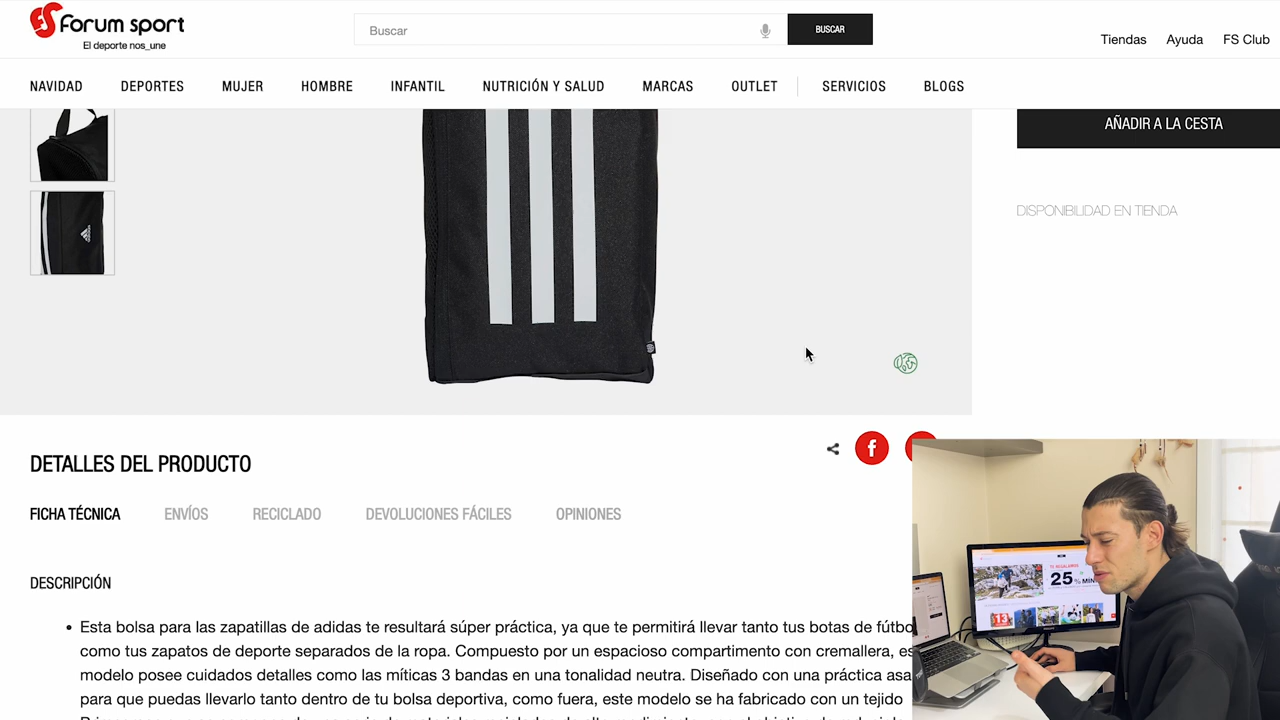 forum sport
El deporte nos_une
Buscar
BUSCAR
Tiendas
Ayuda
FS Club
NAVIDAD
DEPORTES
MUJER
HOMBRE
INFANTIL
NUTRICIÓN Y SALUD
MARCAS
OUTLET
SERVICIOS
BLOGS
AÑADIR A LA CESTA
DISPONIBILIDAD EN TIENDA
DETALLES DEL PRODUCTO
FICHA TÉCNICA
ENVÍOS
RECICLADO
DEVOLUCIONES FÁCILES
OPINIONES
DESCRIPCIÓN
Esta bolsa para las zapatillas de adidas te resultará súper práctica, ya que te permitirá llevar tanto tus botas de fútbo
como tus zapatos de deporte separados de la ropa. Compuesto por un espacioso compartimento con cremallera, es
modelo posee cuidados detalles como las míticas 3 bandas en una tonalidad neutra. Diseñado con una práctica asa
para que puedas llevarlo tanto dentro de tu bolsa deportiva, como fuera, este modelo se ha fabricado con un tejido
TE REGALAMOS
25%